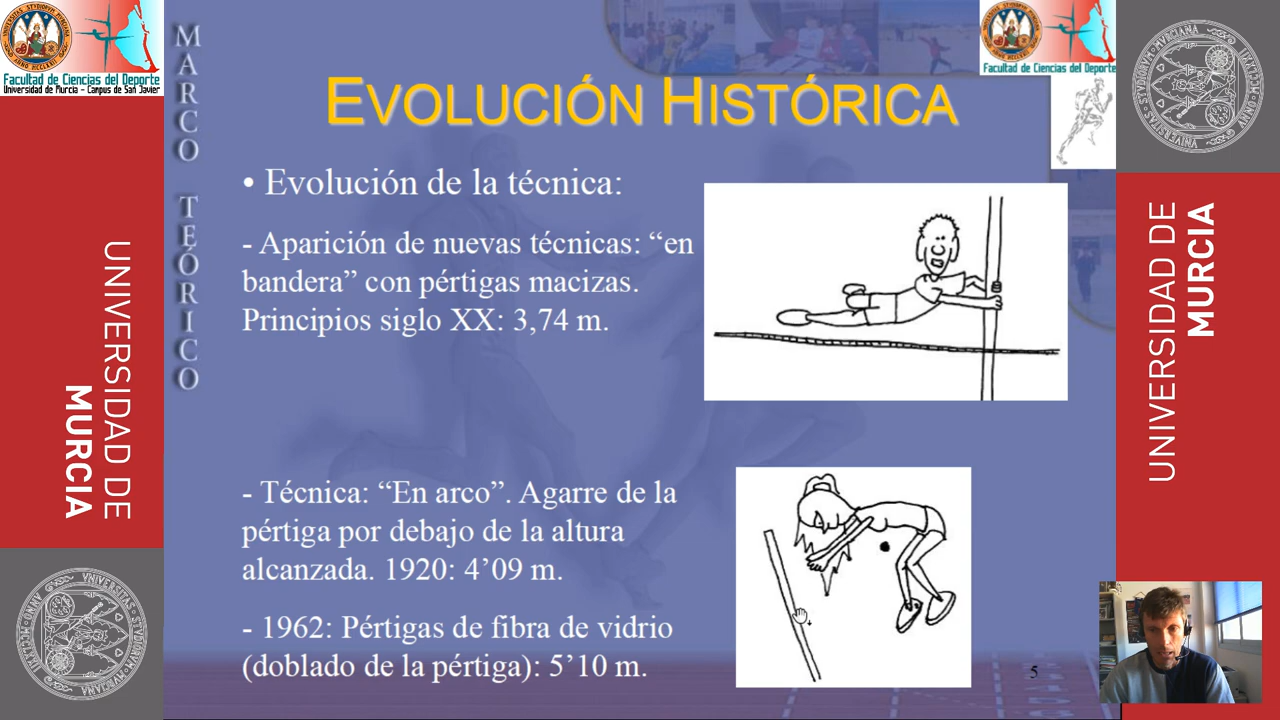 Facultad de Ciencias del Deporte
Universidad de Murcia - Campus de San Javier
UNIVERSIDAD DE
MURCIA
MARCO TEÓRICO
EVOLUCIÓN HISTÓRICA
• Evolución de la técnica:
- Aparición de nuevas técnicas: “en
bandera” con pértigas macizas.
Principios siglo XX: 3,74 m.
- Técnica: “En arco”. Agarre de la
pértiga por debajo de la altura
alcanzada. 1920: 4’09 m.
- 1962: Pértigas de fibra de vidrio
(doblado de la pértiga): 5’10 m.
5
Facultad de Ciencias del Deporte
UNIVERSIDAD DE
MURCIA